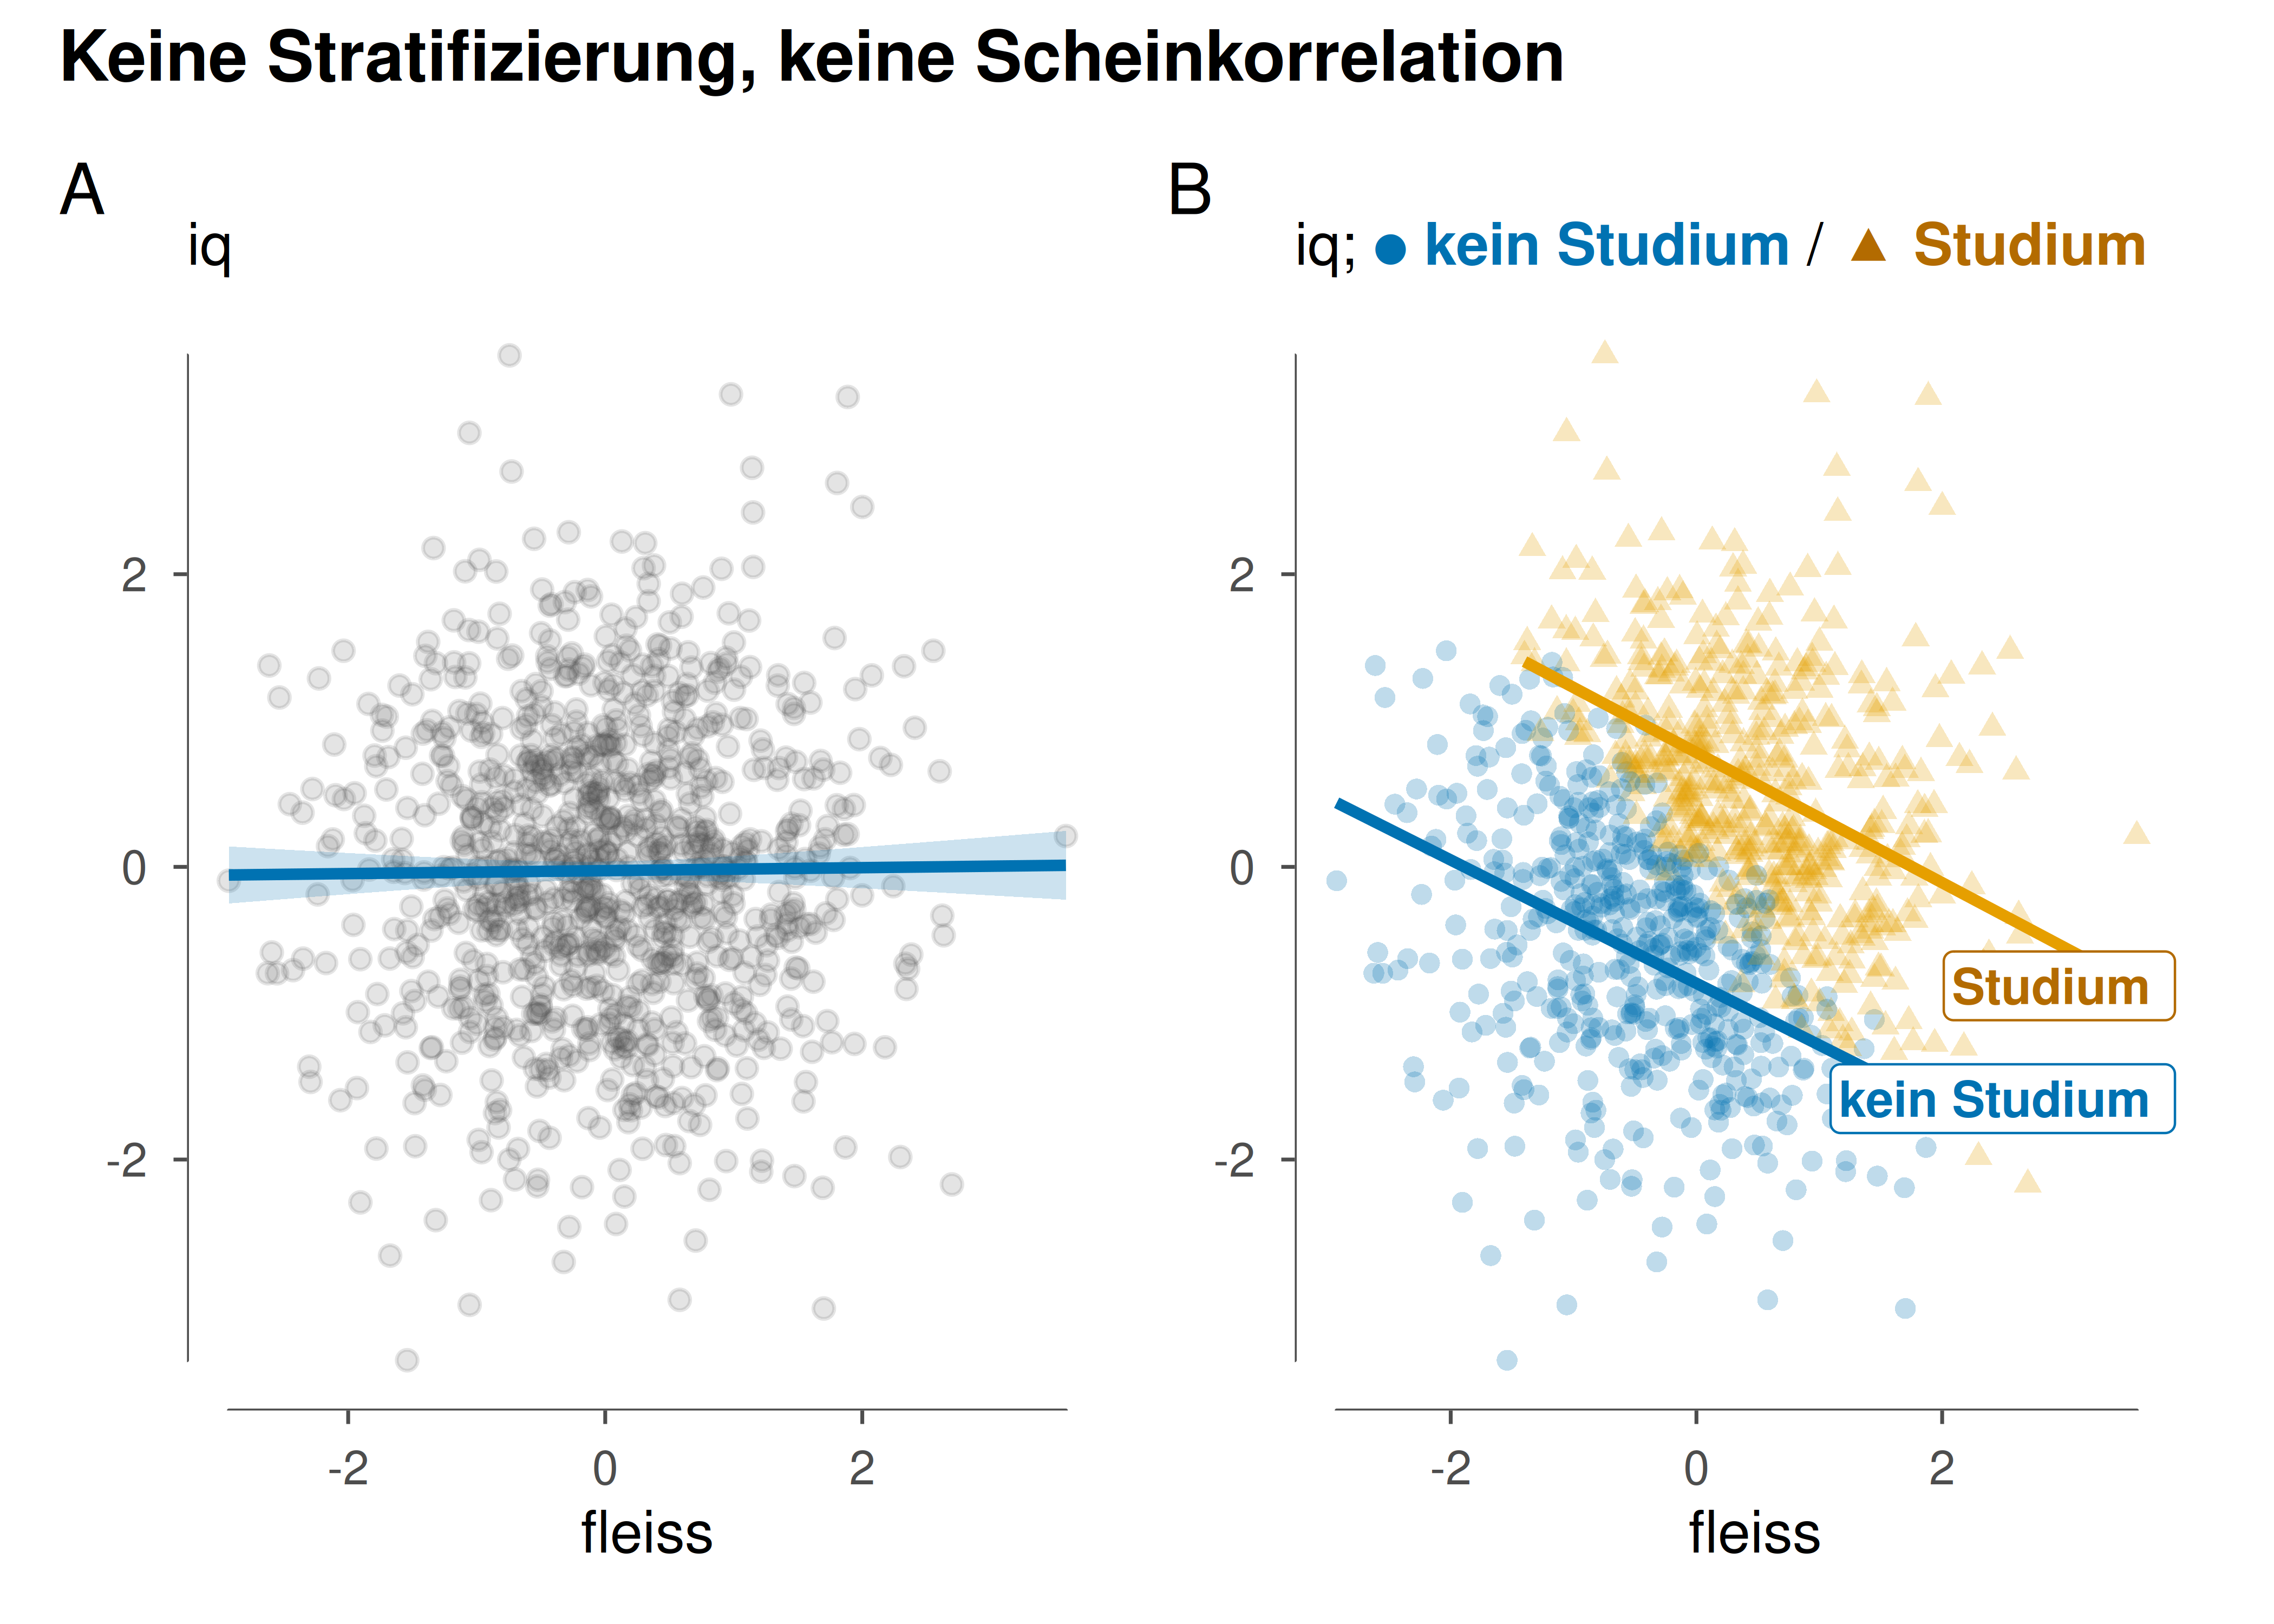 Keine Stratifizierung, keine Scheinkorrelation
A
iq
2
0
-2
-2 0 2
fleiss
B
iq; ● kein Studium / ▲ Studium
2
0
-2
Studium
kein Studium
-2 0 2
fleiss